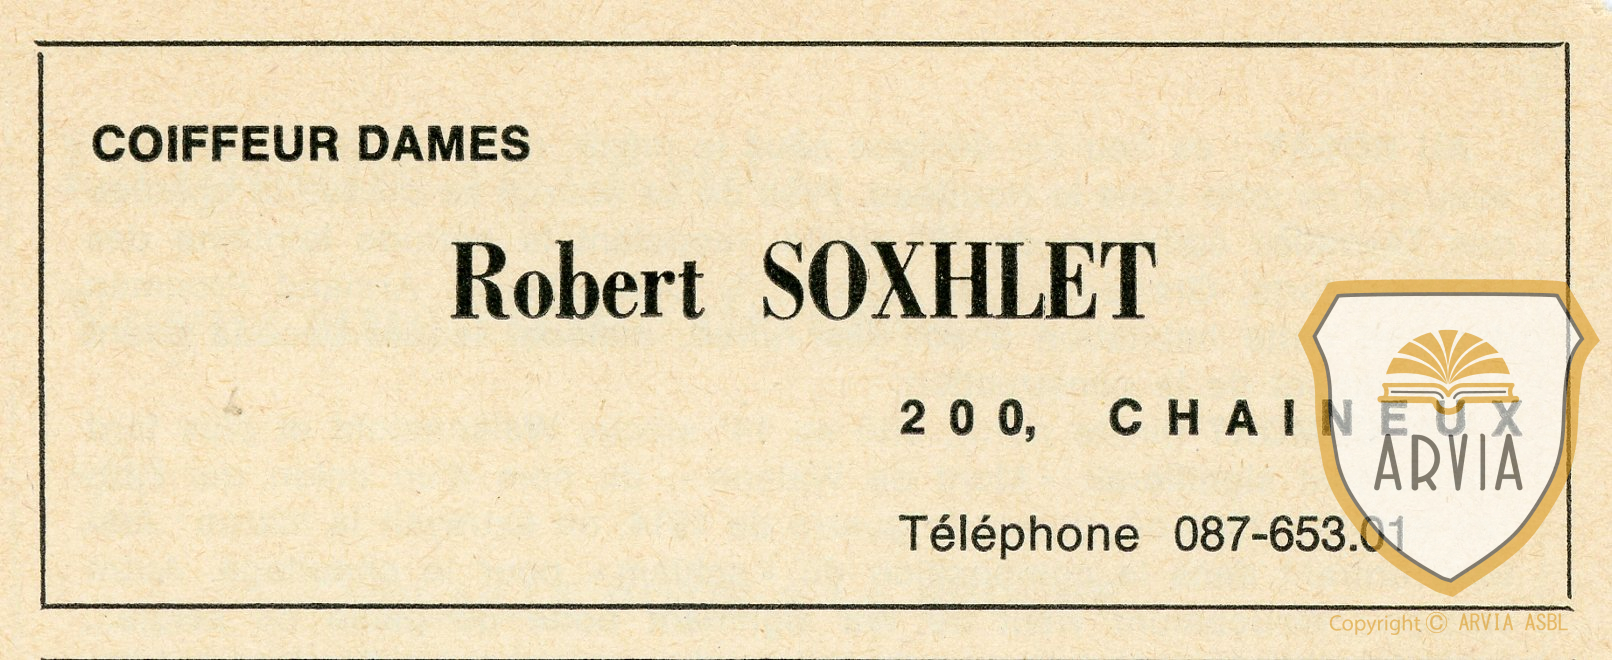 COIFFEUR DAMES
Robert SOXHLET
200, CHAINEUX
Téléphone 087-653.01
ARVIA
Copyright © ARVIA ASBL